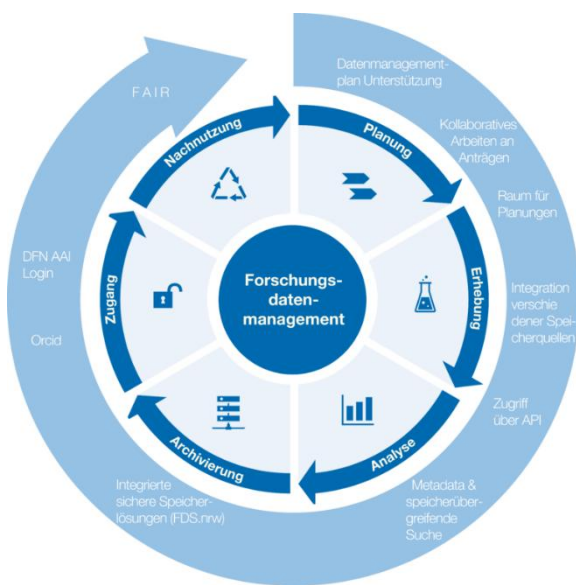 Datenmanagement-
plan Unterstützung
FAIR
Kollaboratives
Arbeiten an
Anträgen
Nachnutzung
Planung
Raum für
Planungen
DFN AAI
Login
Zugang
Forschungs-
daten-
management
Erhebung
Integration
verschie
dener Spei-
cherquellen
Orcid
Zugriff
über API
Archivierung
Analyse
Integrierte
sichere Speicher-
lösungen (FDS.nrw)
Metadata &
speicherüber-
greifende
Suche